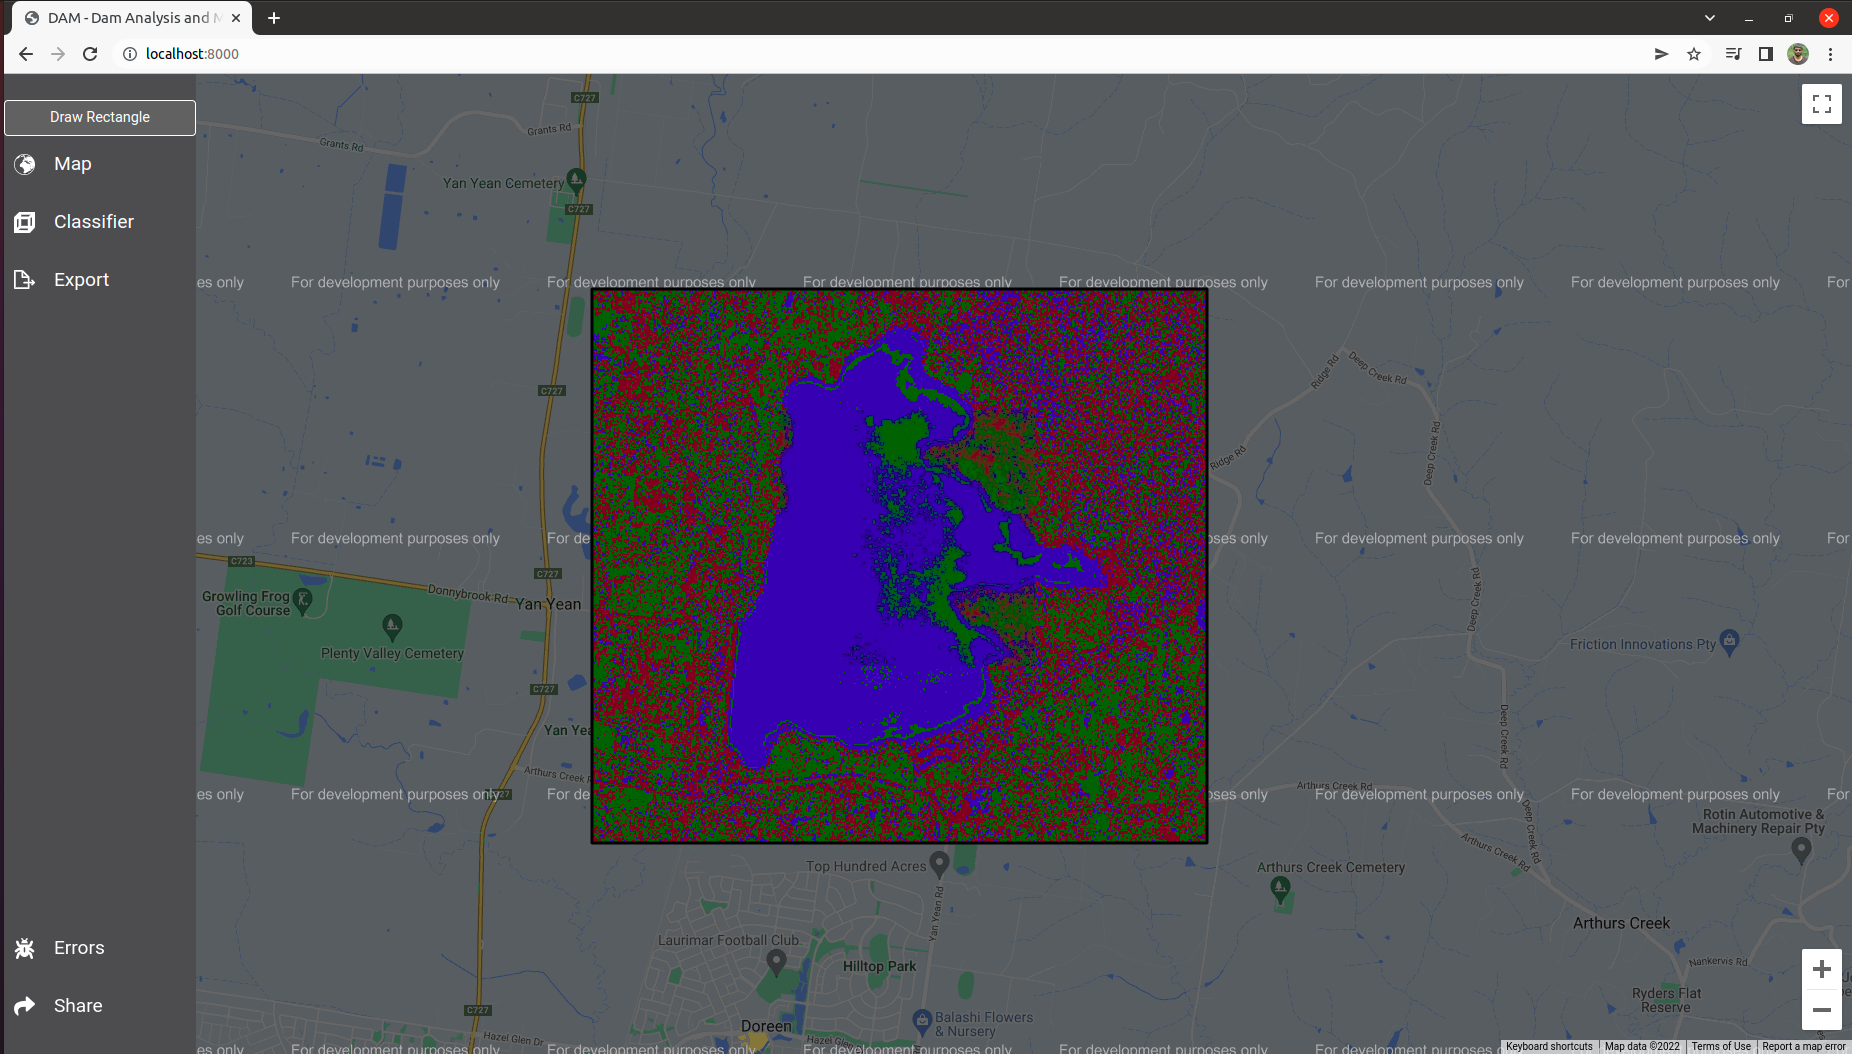 DAM - Dam Analysis and M
localhost:8000
Draw Rectangle
Map
Classifier
Export
Errors
Share
C727
Grants Rd
Grants Rd
Yan Yean Cemetery
C727
es only
For development purposes only
For development purposes only
For development purposes only
For development purposes only
For development purposes only
For development purposes only
For
Ridge Rd
Deep Creek Rd
C727
Deep Creek Rd
Ridge Rd
es only
For development purposes only
For de
oses only
For development purposes only
For development purposes only
For
C723
C727
Donnybrook Rd
Growling Frog
Golf Course
Yan Yean
Deep Creek Rd
Plenty Valley Cemetery
Friction Innovations Pty
C727
Deep Creek Rd
Yan Yea
Arthurs Creek R
Arthurs Creek Rd
es only
For development purposes only
C727
For de
oses only
For development purposes only
For development purposes only
For
Deep Creek Rd
Rotin Automotive &
Machinery Repair Pty
Arthurs Creek Rd
Top Hundred Acres
Arthurs Creek Cemetery
Yan Yean Rd
Arthurs Creek
Laurimar Football Club
Hilltop Park
Nankervis Rd
Ryders Flat
Reserve
C727
Balashi Flowers
& Nursery
Doreen
Hazel Glen Dr
Hazel Glen
es only
For development purposes only
For development purposes only
For development purposes only
For development purposes only
For development purposes only
Keyboard shortcuts
Map data ©2022
Terms of Use
Report a map error